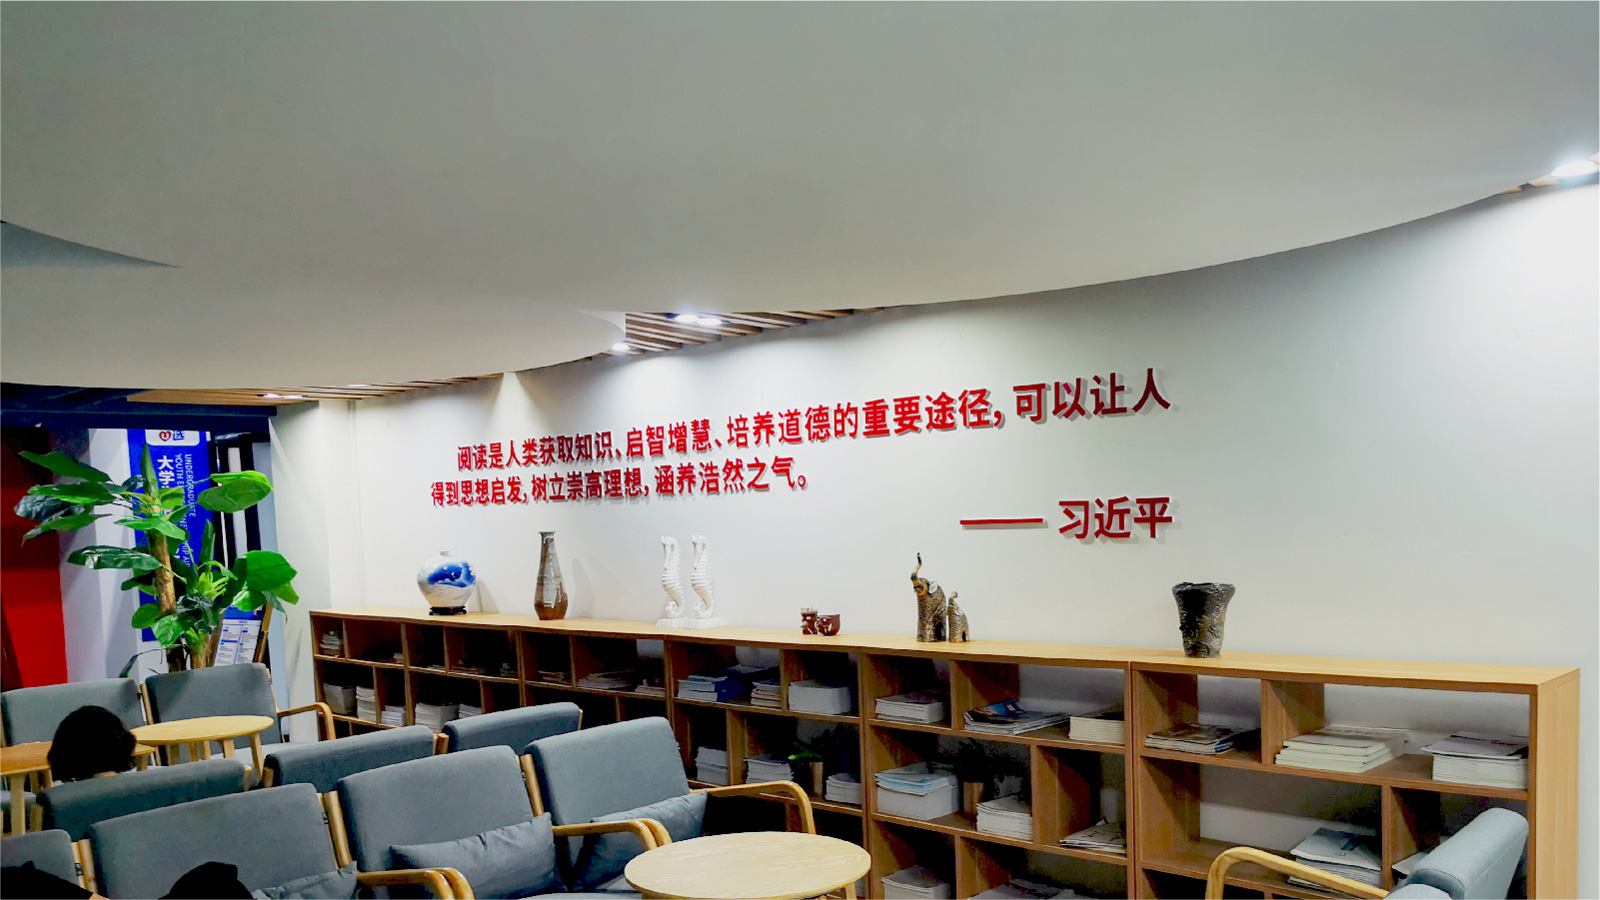 阅读是人类获取知识、启智增慧、培养道德的重要途径，可以让人
得到思想启发，树立崇高理想，涵养浩然之气。
—— 习近平
大学
UNDERGRADUATE
YOUTH E